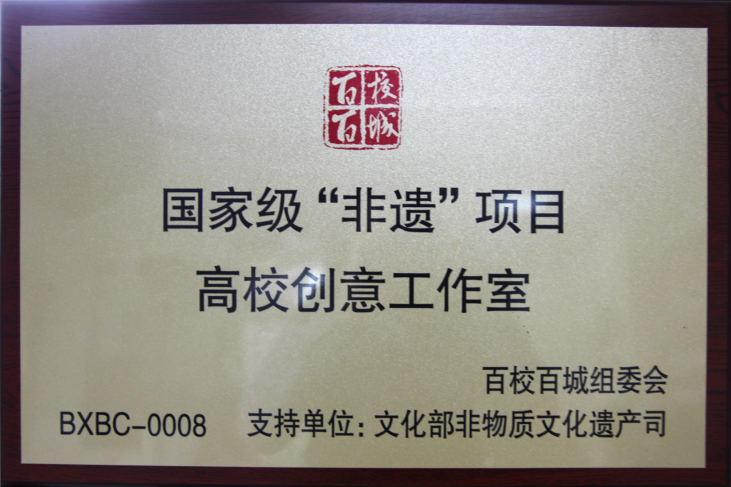 百校
百城
国家级“非遗”项目
高校创意工作室
百校百城组委会
BXBC-0008 支持单位：文化部非物质文化遗产司